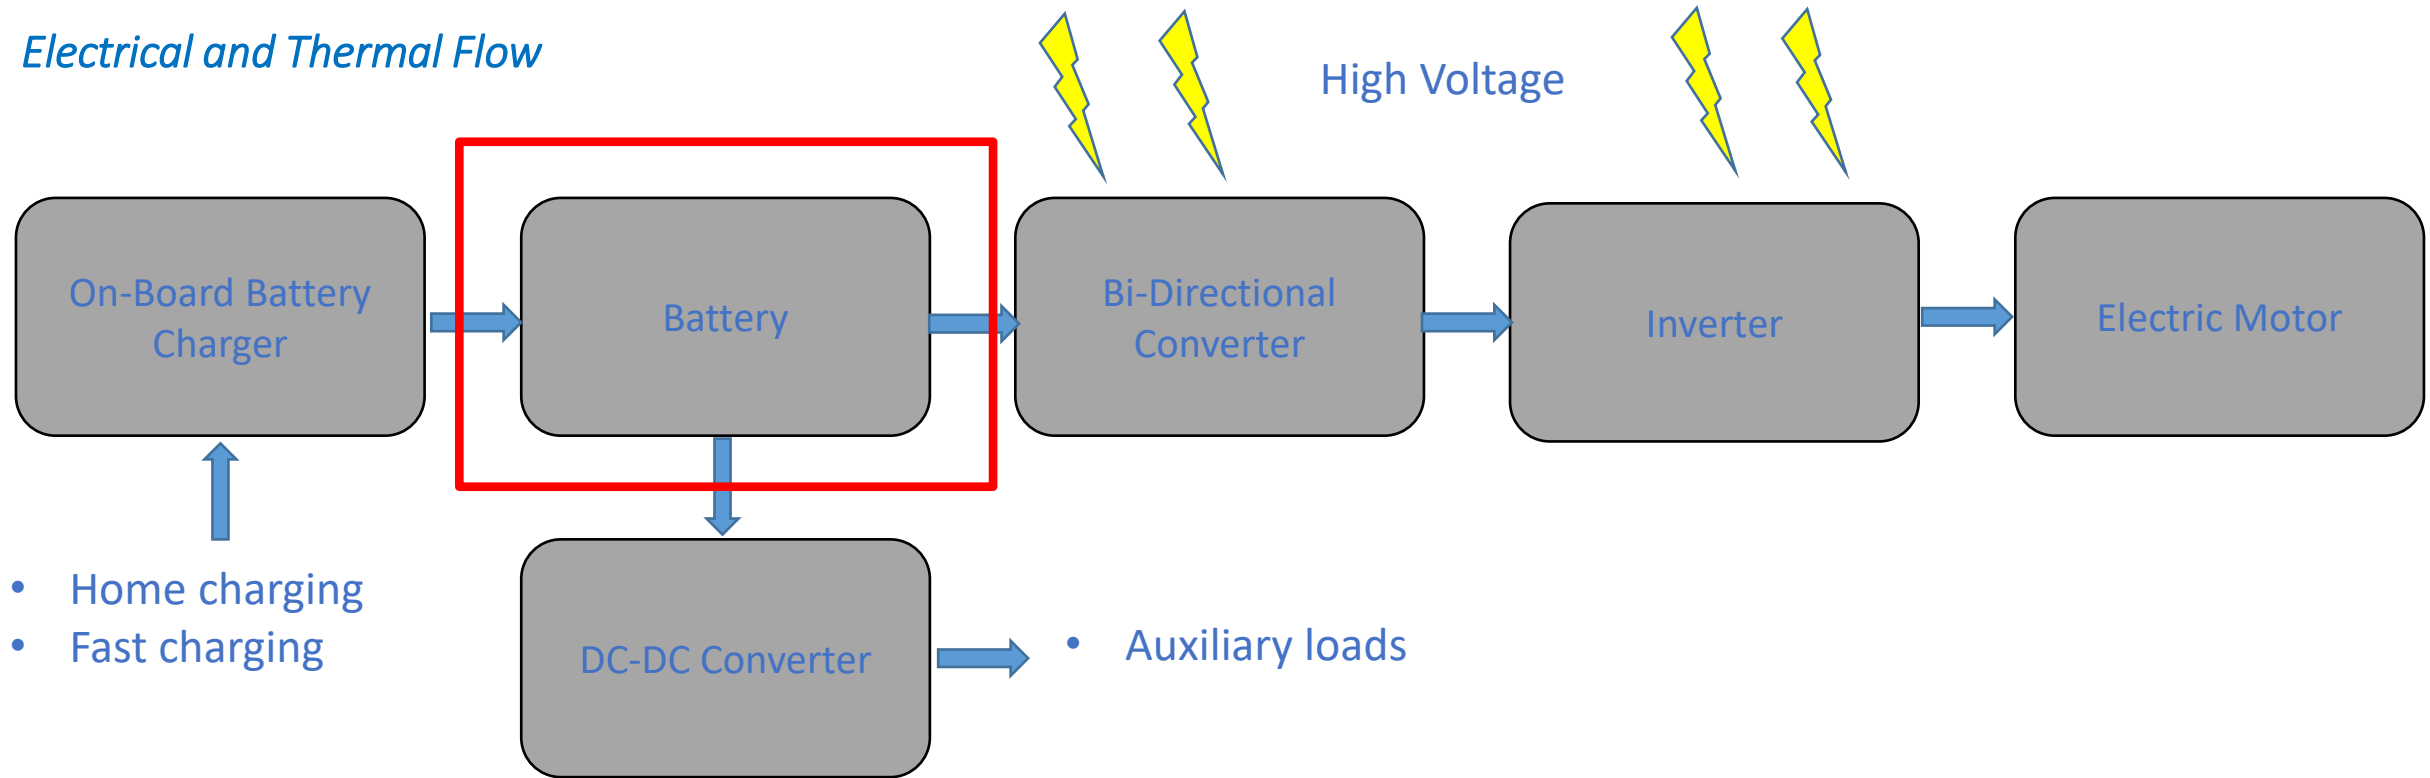 Electrical and Thermal Flow
High Voltage
On-Board Battery
Charger
Battery
Bi-Directional
Converter
Inverter
Electric Motor
• Home charging
• Fast charging
DC-DC Converter
• Auxiliary loads